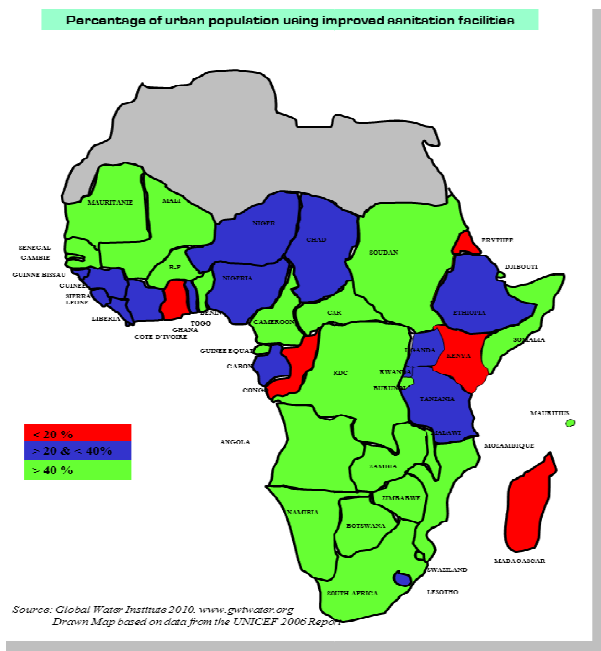 Percentage of urban population using improved sanitation facilities
MAURITANIE
MALI
NIGER
CHAD
SOUDAN
ERYTHEE
SENEGAL
GAMBIE
DJIBOUTI
GUINNE BISSAU
GUINEE
B.F
NIGERIA
SIERRA
LEONE
LIBERIA
COTE D'IVOIRE
GHANA
TOGO
BENIN
CAMEROON
CAR
ETHIOPIA
SOMALIA
GUINEE EQUAT
GABON
CONGO
RDC
UGANDA
KENYA
RWANDA
BURUNDI
TANZANIA
MAURITIUS
ANGOLA
MALAWI
MOZAMBIQUE
ZAMBIA
ZIMBABWE
NAMIBIA
BOTSWANA
MADAGASCAR
SWAZILAND
LESOTHO
SOUTH AFRICA
< 20 %
> 20 & < 40%
> 40 %
Source: Global Water Institute 2010. www.gwtwater.org
Drawn Map based on data from the UNICEF 2006 Report